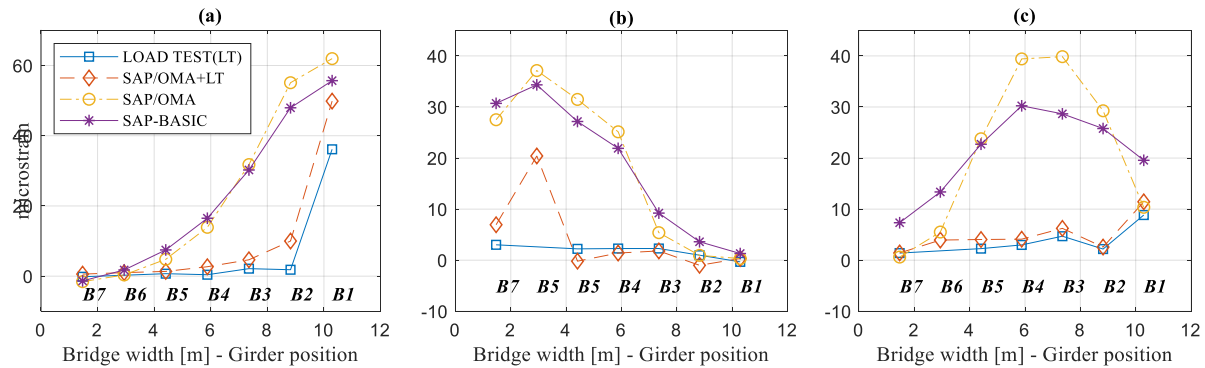 (a)
60
40
20
0
microstrain
LOAD TEST(LT)
SAP/OMA+LT
SAP/OMA
SAP-BASIC
B7 B6 B5 B4 B3 B2 B1
0 2 4 6 8 10 12
Bridge width [m] - Girder position
(b)
40
30
20
10
0
-10
B7 B5 B5 B4 B3 B2 B1
0 2 4 6 8 10 12
Bridge width [m] - Girder position
(c)
40
30
20
10
0
-10
B7 B6 B5 B4 B3 B2 B1
0 2 4 6 8 10 12
Bridge width [m] - Girder position